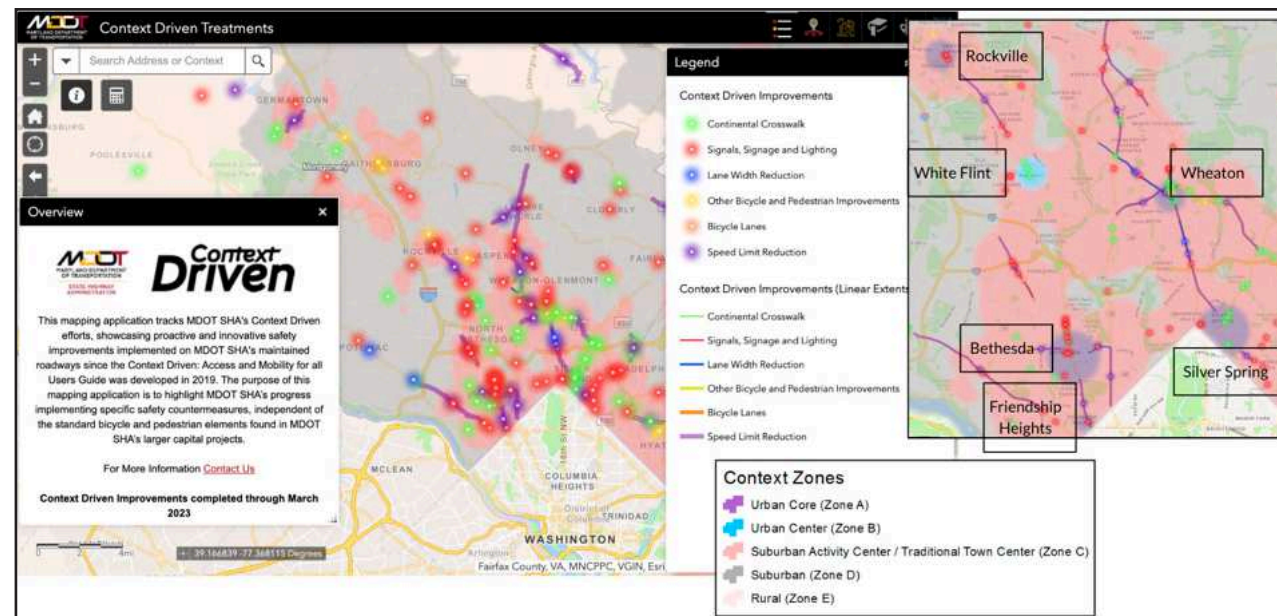 MDOT
MARYLAND DEPARTMENT
OF TRANSPORTATION
Context Driven Treatments
Search Address or Context
GERMANTOWN
POOLESVILLE
OLNEY
POTOMAC
MCLEAN
COLUMBIA
HEIGHTS
TRINIDAD
WASHINGTON
Arlington
16th St NW
Overview
MDOT
MARYLAND DEPARTMENT
OF TRANSPORTATION
STATE HIGHWAY
ADMINISTRATION
Context
Driven
This mapping application tracks MDOT SHA's Context Driven
efforts, showcasing proactive and innovative safety
improvements implemented on MDOT SHA's maintained
roadways since the Context Driven: Access and Mobility for all
Users Guide was developed in 2019. The purpose of this
mapping application is to highlight MDOT SHA's progress
implementing specific safety countermeasures, independent of
the standard bicycle and pedestrian elements found in MDOT
SHA's larger capital projects.
For More Information Contact Us
Context Driven Improvements completed through March
2023
0 2 4mi
39.166839 -77.368115 Degrees
Fairfax County, VA, MNCPPC, VGIN, Esri,
Legend
Context Driven Improvements
Continental Crosswalk
Signals, Signage and Lighting
Lane Width Reduction
Other Bicycle and Pedestrian Improvements
Bicycle Lanes
Speed Limit Reduction
Context Driven Improvements (Linear Extents
Continental Crosswalk
Signals, Signage and Lighting
Lane Width Reduction
Other Bicycle and Pedestrian Improvements
Bicycle Lanes
Speed Limit Reduction
Rockville
White Flint
Wheaton
Bethesda
Silver Spring
Friendship
Heights
Context Zones
Urban Core (Zone A)
Urban Center (Zone B)
Suburban Activity Center / Traditional Town Center (Zone C)
Suburban (Zone D)
Rural (Zone E)